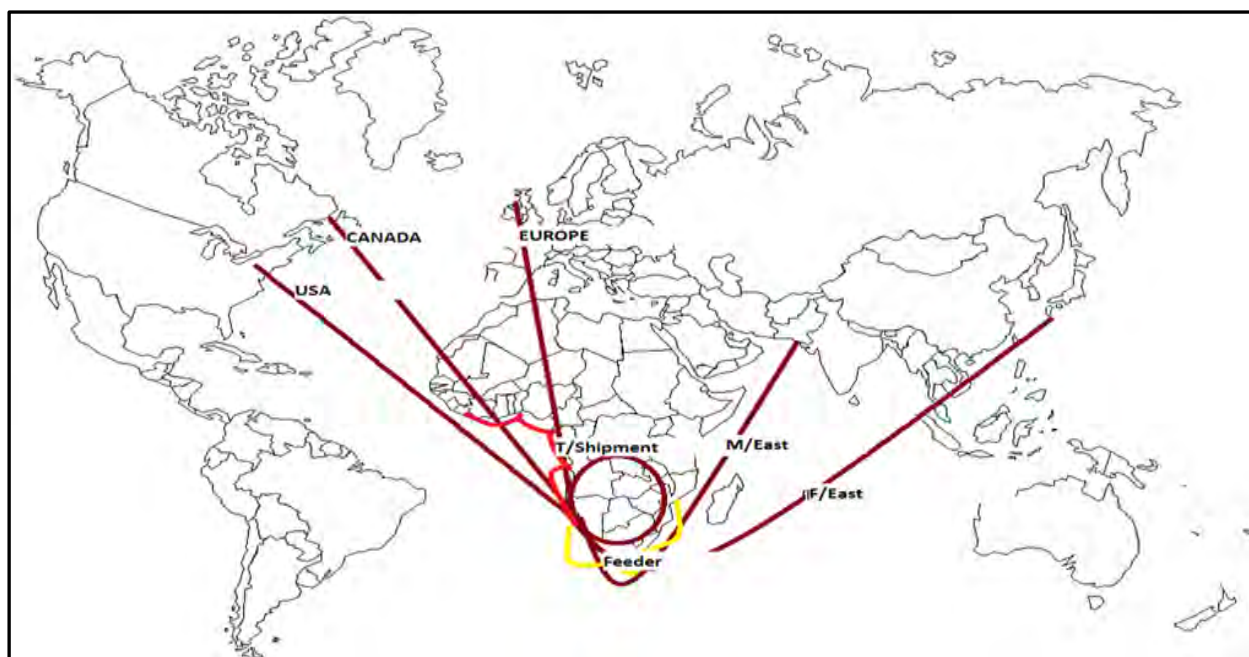 CANADA
EUROPE
USA
T/Shipment
M/East
F/East
Feeder